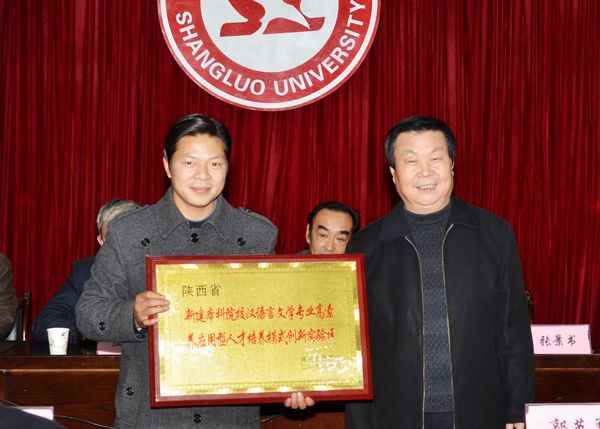 SHANGLUO UNIVERSITY
陕西省
新建本科院校汉语言文学专业高素
养应用型人才培养模式创新实验区
张景书